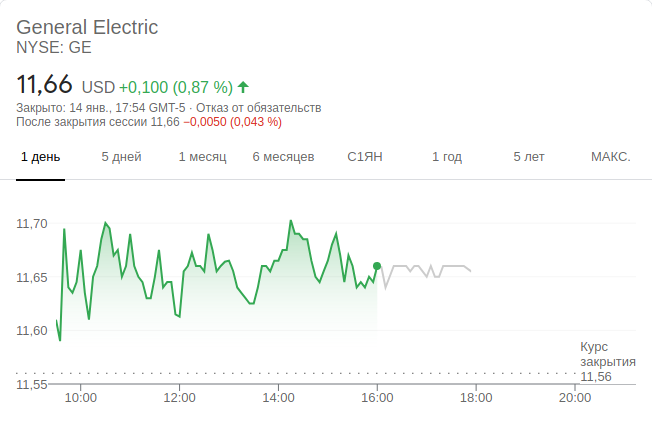 General Electric
NYSE: GE
11,66 USD +0,100 (0,87 %)
Закрыто: 14 янв., 17:54 GMT-5 · Отказ от обязательств
После закрытия сессии 11,66 −0,0050 (0,043 %)
1 день 5 дней 1 месяц 6 месяцев С1ЯН 1 год 5 лет МАКС.
11,70
11,65
11,60
Курс
закрытия
11,56
11,55
10:00 12:00 14:00 16:00 18:00 20:00